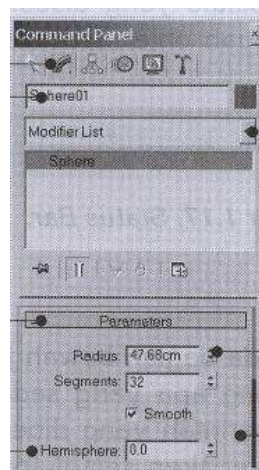 Command Panel
Sphere01
Modifier List
Sphere
Parameters
Radius: 47.68cm
Segments: 32
Smooth
Hemisphere: 0.0